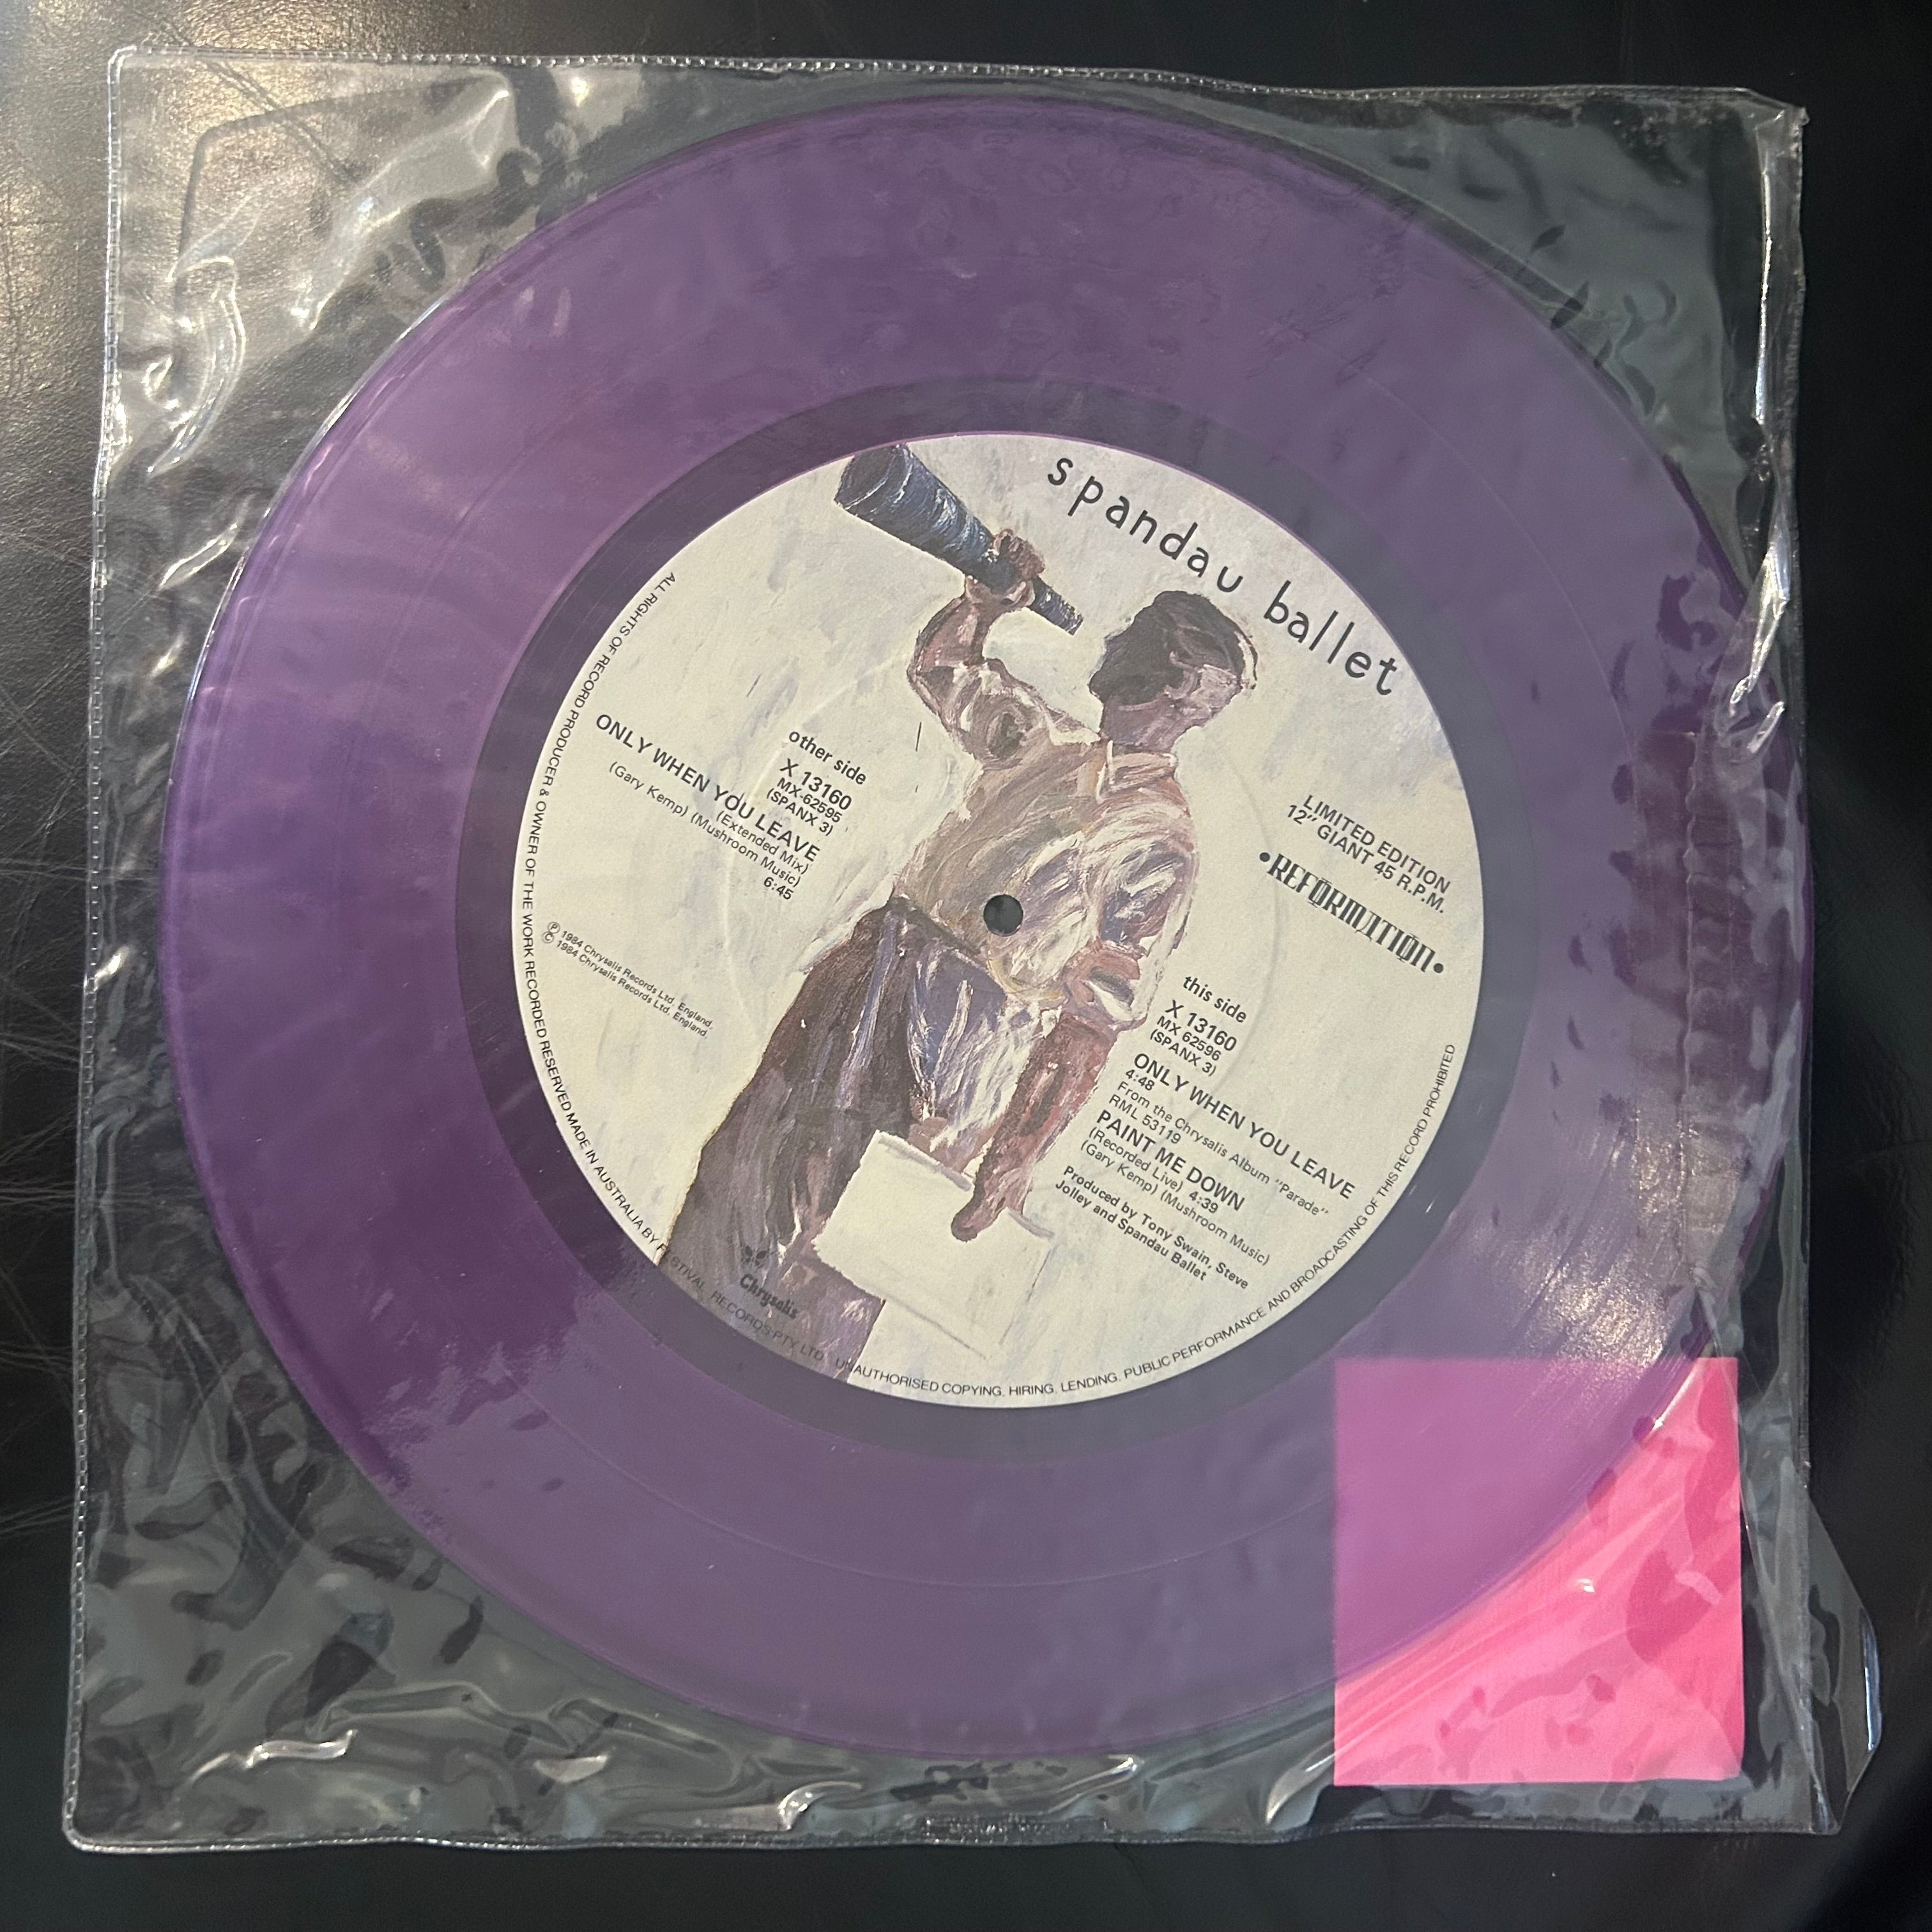 spandau ballet
LIMITED EDITION
12" GIANT 45 R.P.M.
•REFORMATION•
other side
X 13160
MX-62595
(SPANX 3)
ONLY WHEN YOU LEAVE
(Extended Mix)
(Gary Kemp) (Mushroom Music)
6:45
℗ 1984 Chrysalis Records Ltd. England.
© 1984 Chrysalis Records Ltd. England.
this side
X 13160
MX 62596
(SPANX 3)
ONLY WHEN YOU LEAVE
4:48
From the Chrysalis Album "Parade"
RML 53119
PAINT ME DOWN
(Recorded Live) 4:39
(Gary Kemp) (Mushroom Music)
Produced by Tony Swain, Steve
Jolley and Spandau Ballet
Chrysalis
ALL RIGHTS OF RECORD PRODUCER & OWNER OF THE WORK RECORDED RESERVED MADE IN AUSTRALIA BY FESTIVAL RECORDS PTY. LTD. UNAUTHORISED COPYING, HIRING, LENDING, PUBLIC PERFORMANCE AND BROADCASTING OF THIS RECORD PROHIBITED